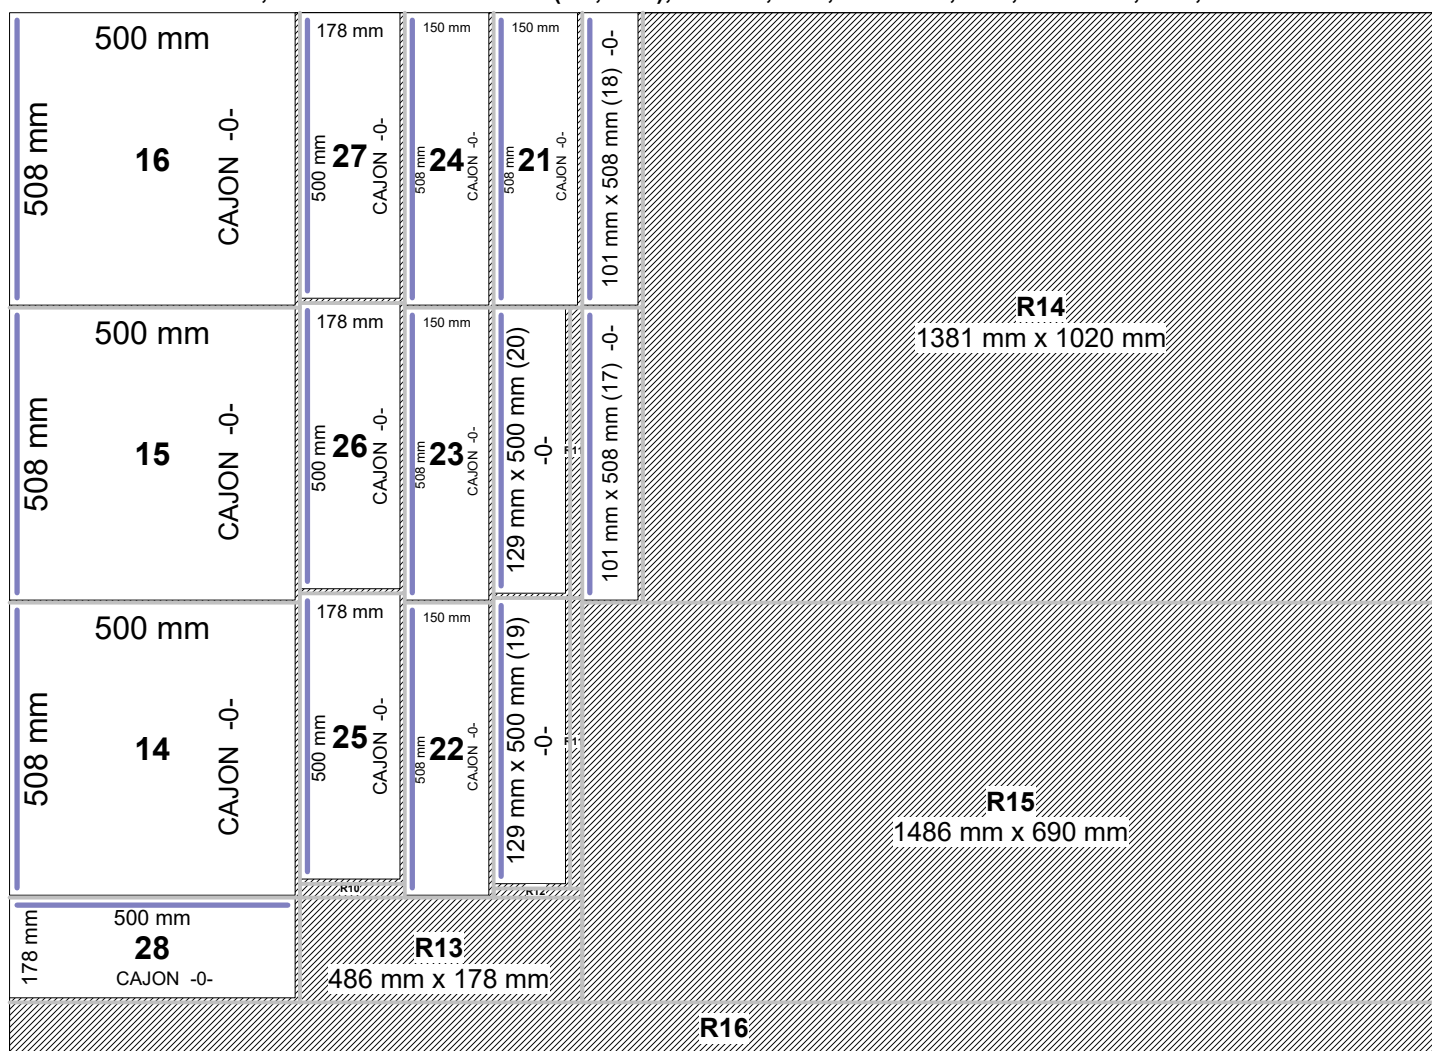 500 mm
508 mm
16
CAJON -0-
178 mm
500 mm
27
CAJON -0-
150 mm
508 mm
24
CAJON -0-
150 mm
508 mm
21
CAJON -0-
101 mm x 508 mm (18) -0-
R14
1381 mm x 1020 mm
500 mm
508 mm
15
CAJON -0-
178 mm
500 mm
26
CAJON -0-
150 mm
508 mm
23
CAJON -0-
129 mm x 500 mm (20)
-0-
101 mm x 508 mm (17) -0-
500 mm
508 mm
14
CAJON -0-
178 mm
500 mm
25
CAJON -0-
R10
150 mm
508 mm
22
CAJON -0-
129 mm x 500 mm (19)
-0-
R12
R15
1486 mm x 690 mm
500 mm
178 mm
28
CAJON -0-
R13
486 mm x 178 mm
R16